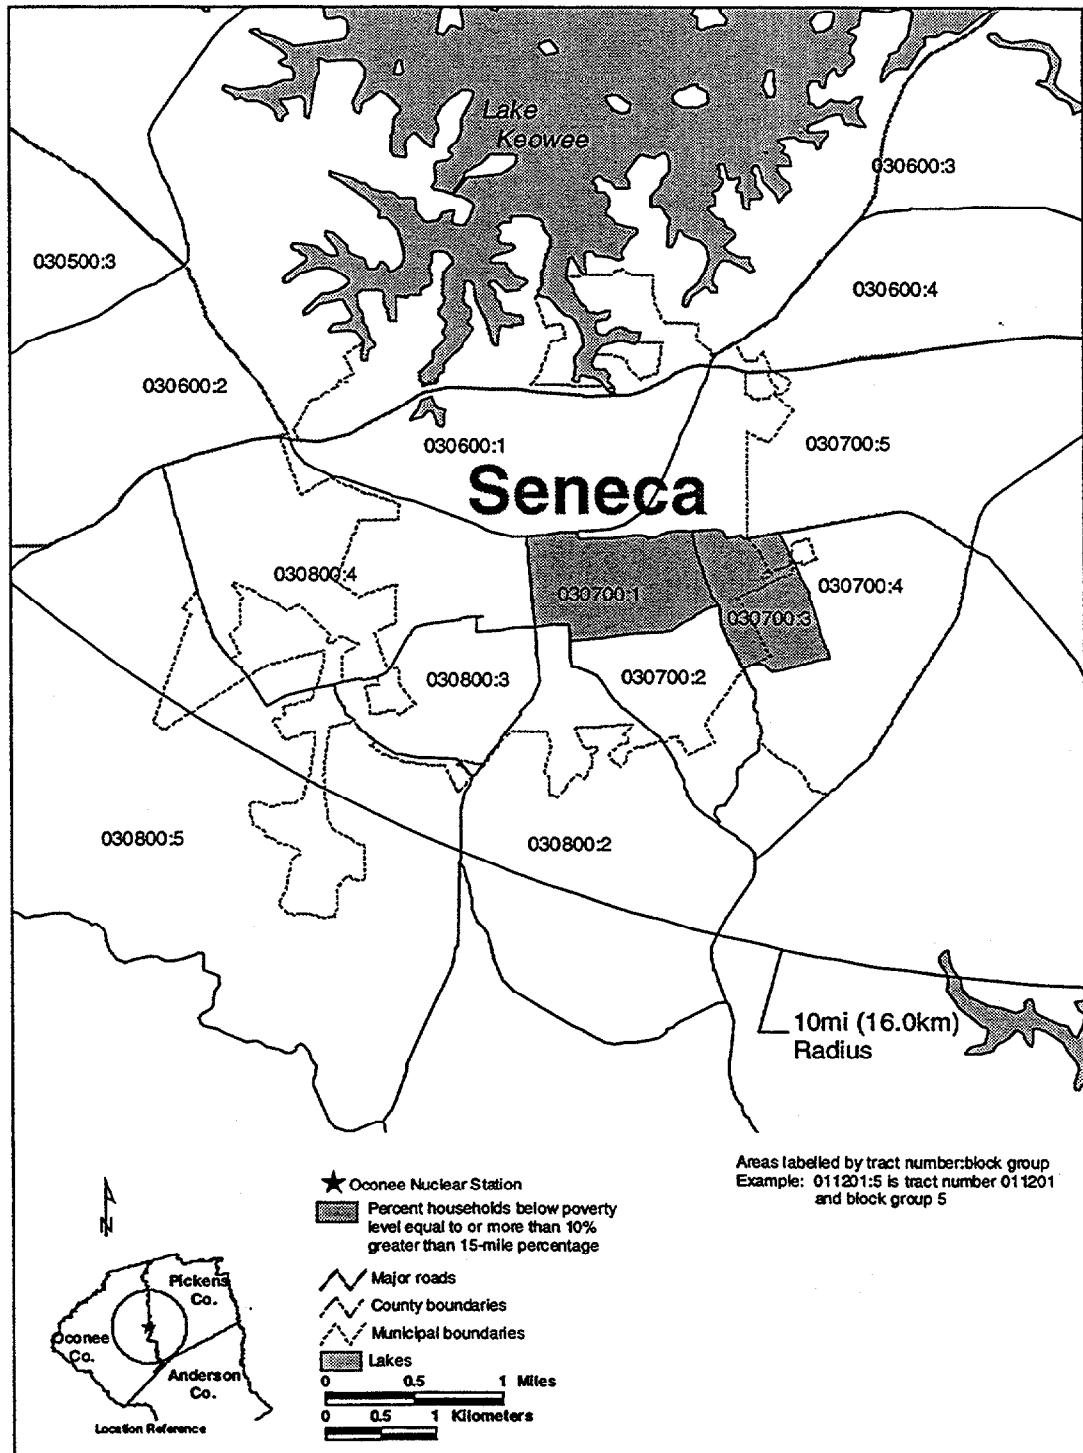 Lake
Keowee
030600:3
030500:3
030600:4
030600:2
030600:1
030700:5
Seneca
030800:4
030700:1
030700:4
030700:3
030800:3
030700:2
030800:5
030800:2
10mi (16.0km)
Radius
Areas labelled by tract number:block group
Example: 011201:5 is tract number 011201
and block group 5
N
Oconee Nuclear Station
Percent households below poverty
level equal to or more than 10%
greater than 15-mile percentage
Major roads
County boundaries
Municipal boundaries
Lakes
0 0.5 1 Miles
0 0.5 1 Kilometers
Pickens
Co.
Oconee
Co.
Anderson
Co.
Location Reference